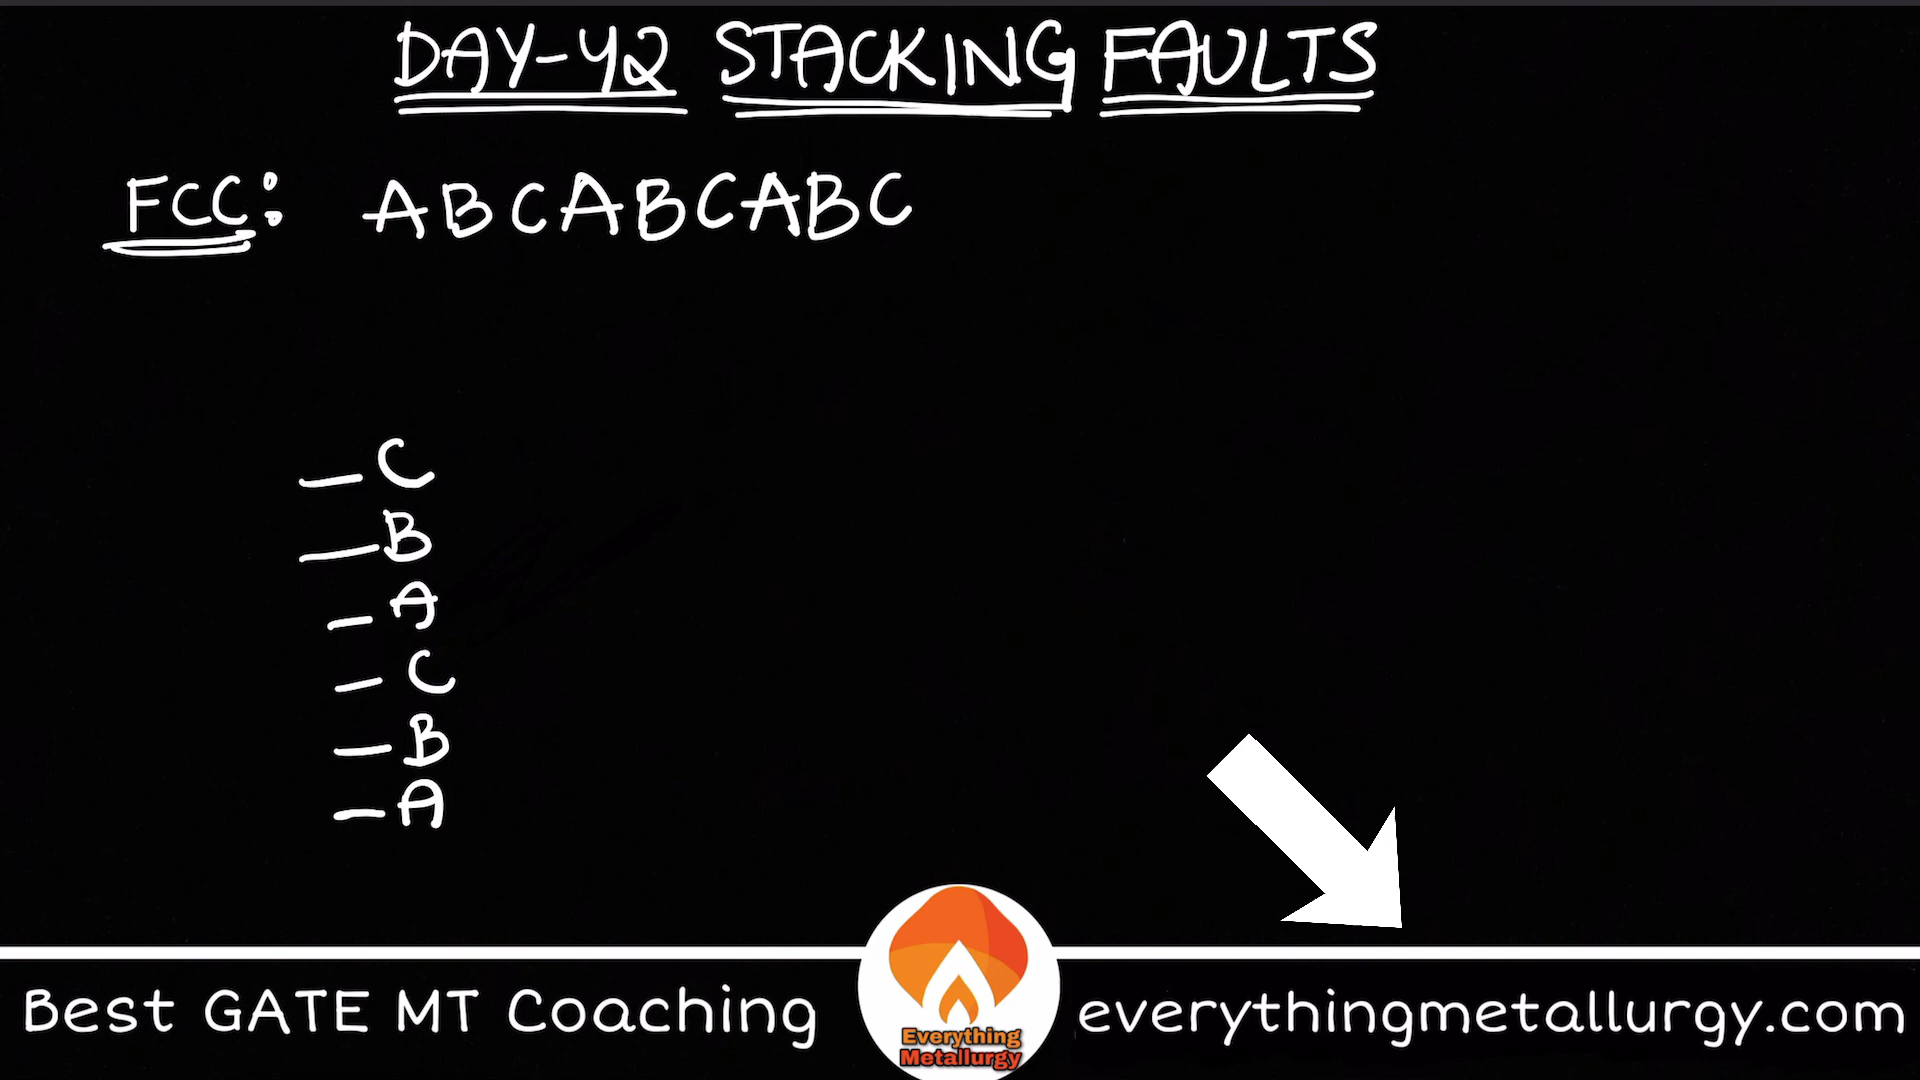 DAY-42 STACKING FAULTS
FCC: ABCABCABC
– C
– B
– A
– C
– B
– A
Best GATE MT Coaching
Everything
Metallurgy
everythingmetallurgy.com